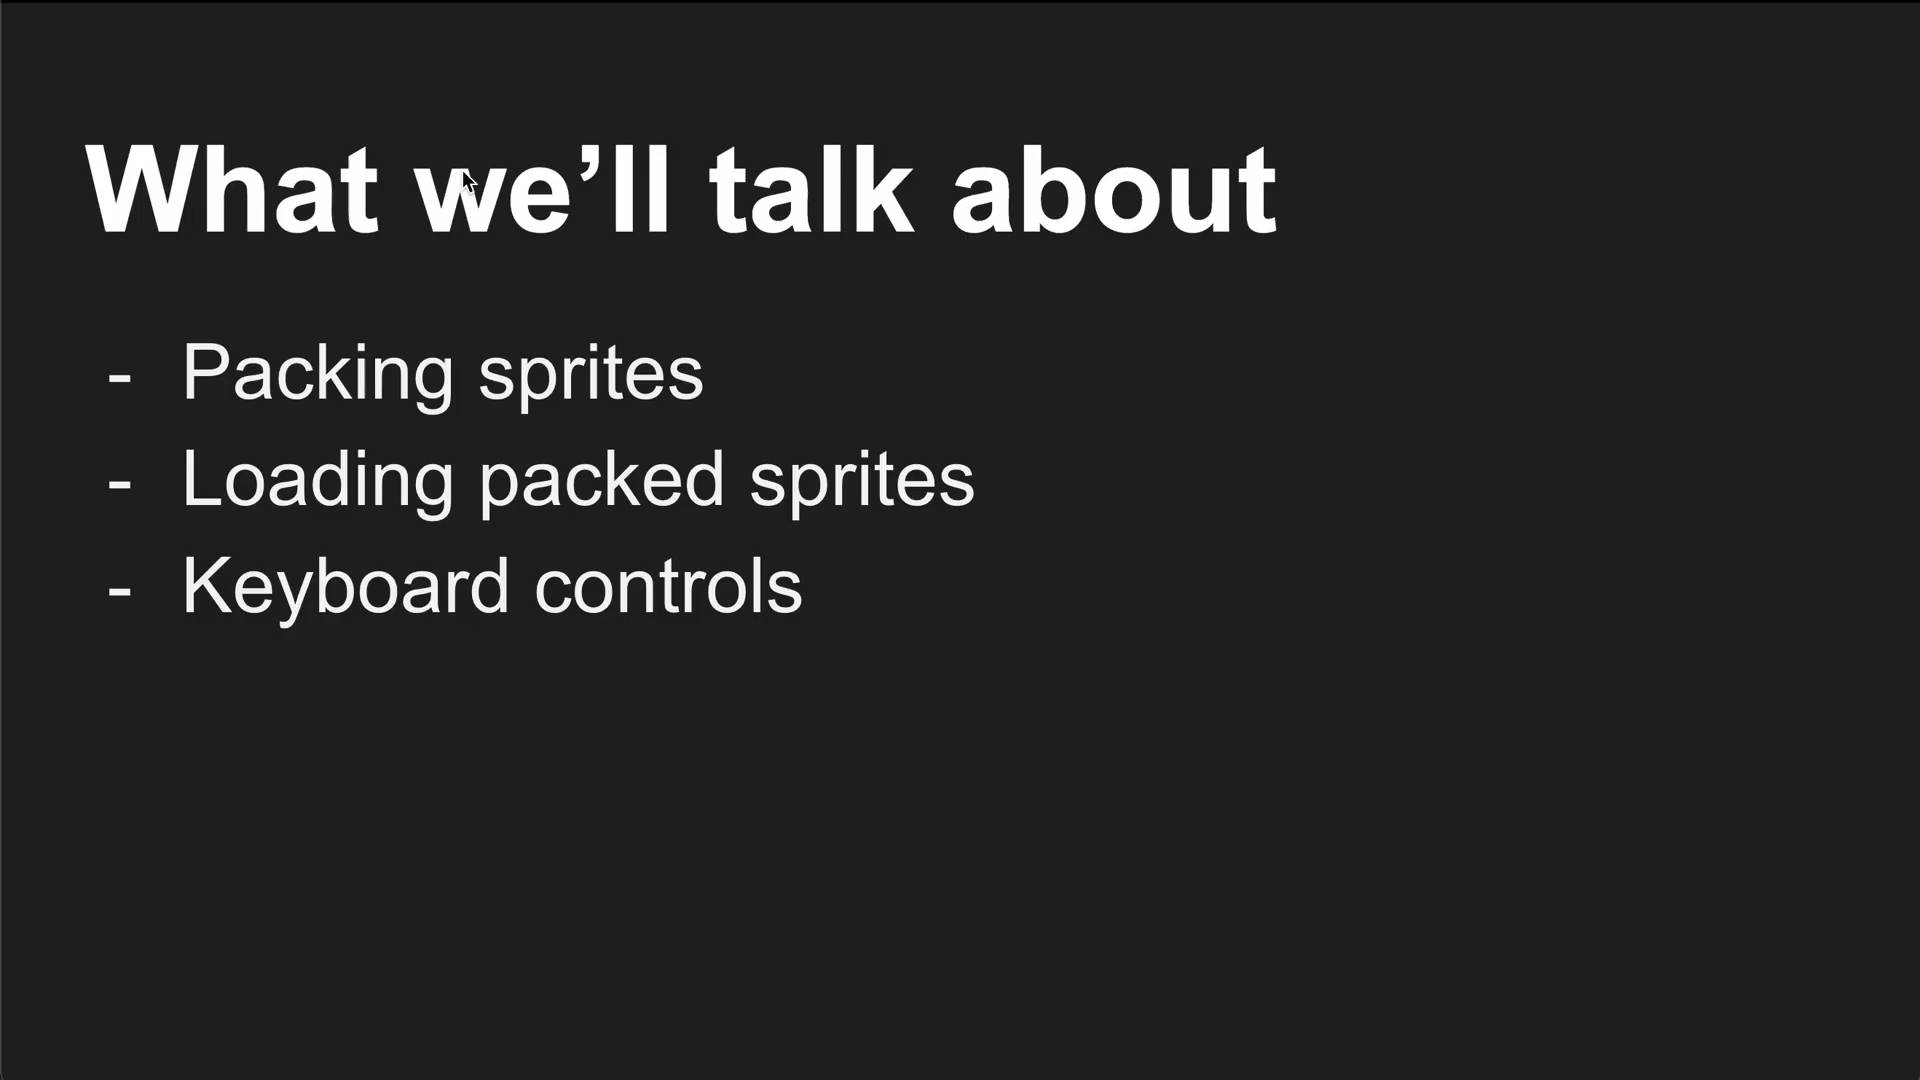 What we’ll talk about
- Packing sprites
- Loading packed sprites
- Keyboard controls